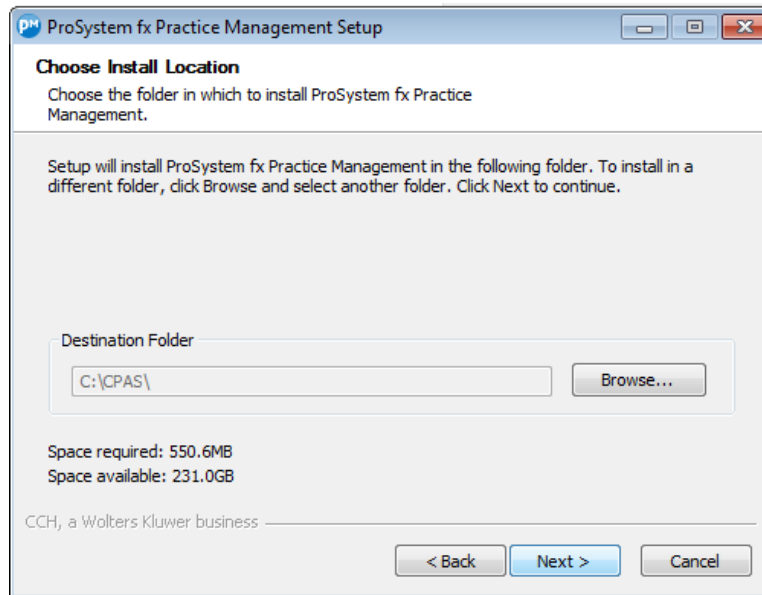 PM ProSystem fx Practice Management Setup
Choose Install Location
Choose the folder in which to install ProSystem fx Practice
Management.
Setup will install ProSystem fx Practice Management in the following folder. To install in a
different folder, click Browse and select another folder. Click Next to continue.
Destination Folder
C:\CPAS\
Browse...
Space required: 550.6MB
Space available: 231.0GB
CCH, a Wolters Kluwer business
< Back
Next >
Cancel